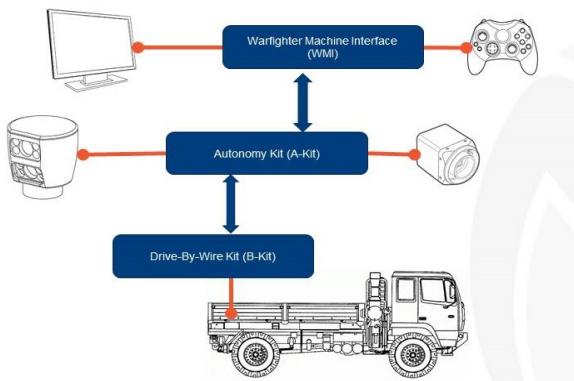 Warfighter Machine Interface
(WMI)
Autonomy Kit (A-Kit)
Drive-By-Wire Kit (B-Kit)